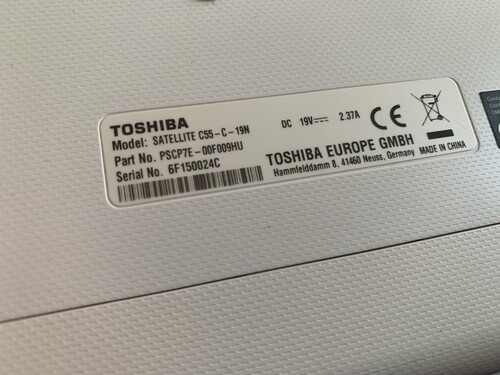 TOSHIBA
Model: SATELLITE C55-C-19N
Part No. PSCP7E-00F009HU
Serial No. 6F150024C
DC 19V 2.37A
CE
TOSHIBA EUROPE GMBH
Hammfelddamm 8, 41460 Neuss, Germany
MADE IN CHINA